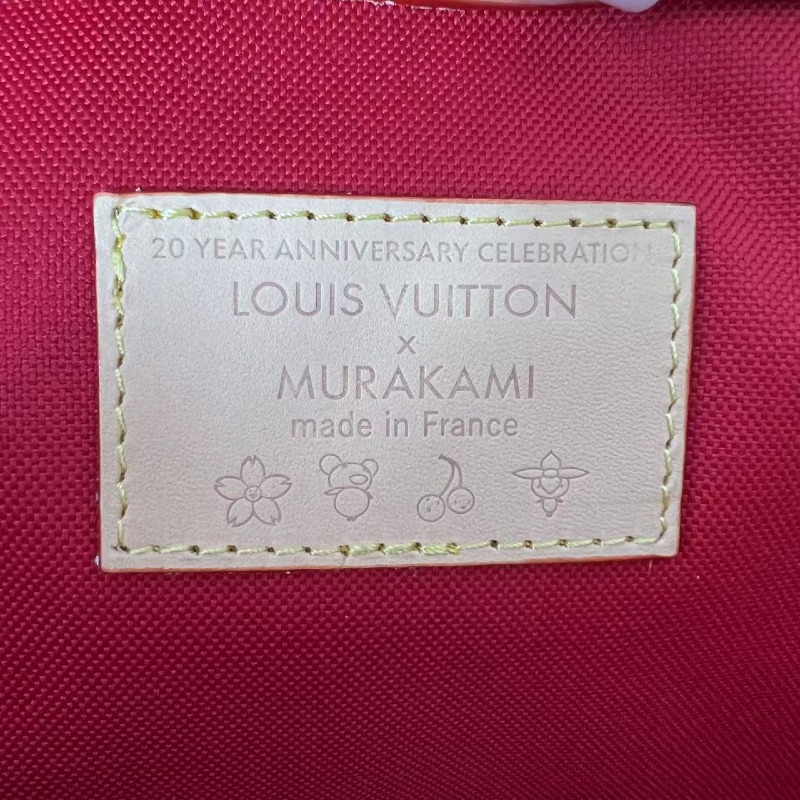 20 YEAR ANNIVERSARY CELEBRATION
LOUIS VUITTON
x
MURAKAMI
made in France